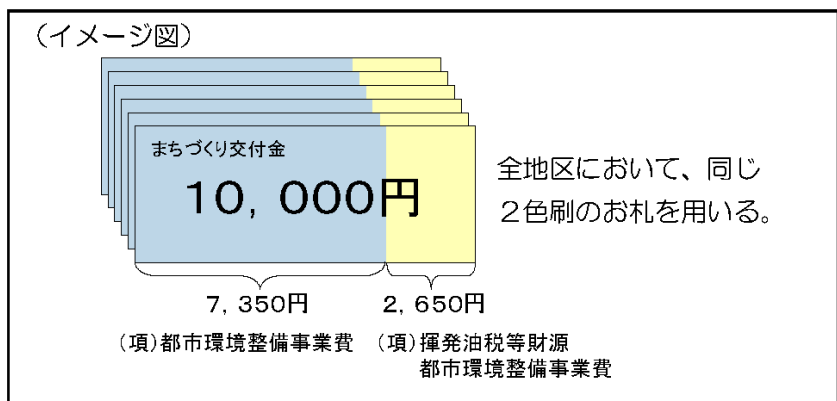 （イメージ図）
まちづくり交付金
１０，０００円
全地区において、同じ
２色刷のお札を用いる。
７，３５０円
２，６５０円
（項）都市環境整備事業費
（項）揮発油税等財源
都市環境整備事業費